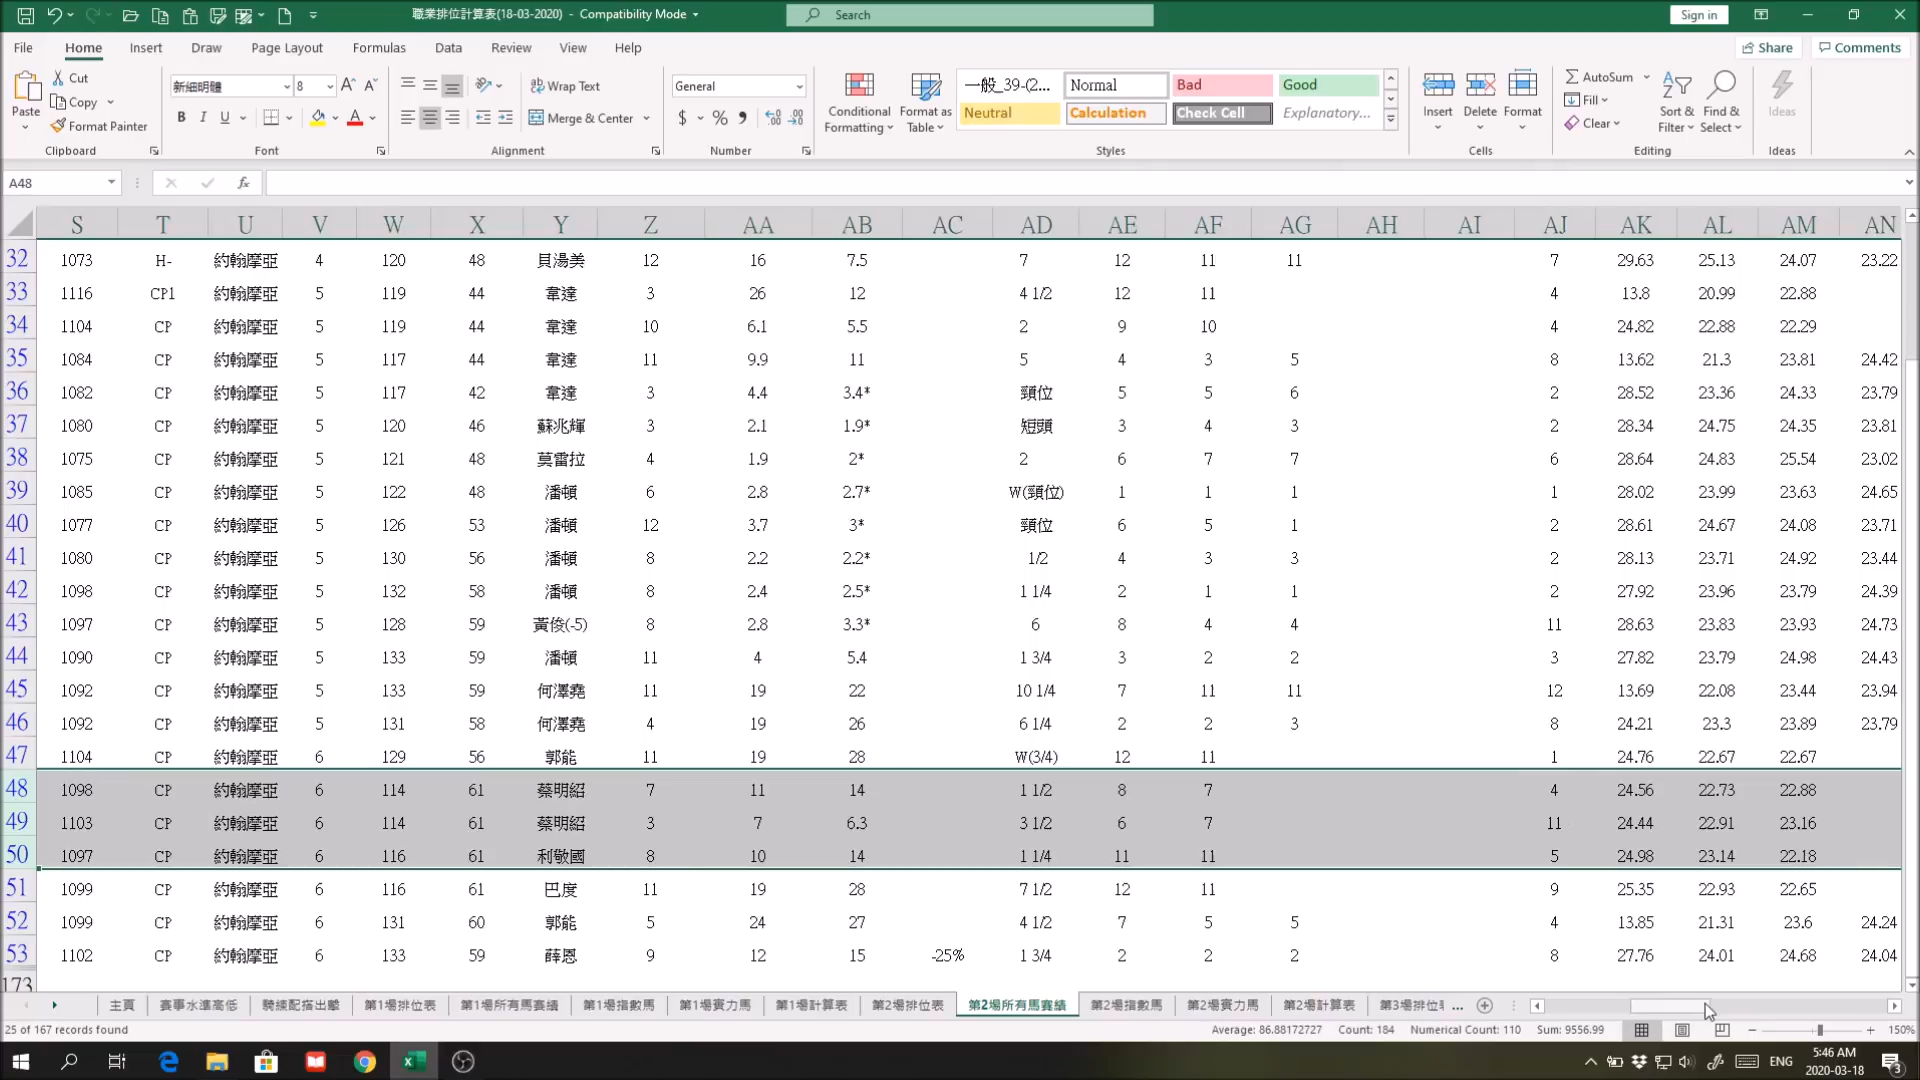 職業排位計算表(18-03-2020) - Compatibility Mode
Search
Sign in
File Home Insert Draw Page Layout Formulas Data Review View Help
Share Comments
Paste Cut Copy Format Painter
新細明體 8
B I U
Wrap Text
Merge & Center
General
$ %
Conditional Formatting Format as Table
一般_39-(2... Normal Bad Good
Neutral Calculation Check Cell Explanatory...
Insert Delete Format
AutoSum Fill Clear
Sort & Filter Find & Select
Ideas
Clipboard Font Alignment Number Styles Cells Editing Ideas
A48 fx
S T U V W X Y Z AA AB AC AD AE AF AG AH AI AJ AK AL AM AN
32 1073 H- 約翰摩亞 4 120 48 貝湯美 12 16 7.5 7 12 11 11 7 29.63 25.13 24.07 23.22
33 1116 CP1 約翰摩亞 5 119 44 韋達 3 26 12 4 1/2 12 11 4 13.8 20.99 22.88
34 1104 CP 約翰摩亞 5 119 44 韋達 10 6.1 5.5 2 9 10 4 24.82 22.88 22.29
35 1084 CP 約翰摩亞 5 117 44 韋達 11 9.9 11 5 4 3 5 8 13.62 21.3 23.81 24.42
36 1082 CP 約翰摩亞 5 117 42 韋達 3 4.4 3.4* 頸位 5 5 6 2 28.52 23.36 24.33 23.79
37 1080 CP 約翰摩亞 5 120 46 蘇兆輝 3 2.1 1.9* 短頭 3 4 3 2 28.34 24.75 24.35 23.81
38 1075 CP 約翰摩亞 5 121 48 莫雷拉 4 1.9 2* 2 6 7 7 6 28.64 24.83 25.54 23.02
39 1085 CP 約翰摩亞 5 122 48 潘頓 6 2.8 2.7* W(頸位) 1 1 1 1 28.02 23.99 23.63 24.65
40 1077 CP 約翰摩亞 5 126 53 潘頓 12 3.7 3* 頸位 6 5 1 2 28.61 24.67 24.08 23.71
41 1080 CP 約翰摩亞 5 130 56 潘頓 8 2.2 2.2* 1/2 4 3 3 2 28.13 23.71 24.92 23.44
42 1098 CP 約翰摩亞 5 132 58 潘頓 8 2.4 2.5* 1 1/4 2 1 1 2 27.92 23.96 23.79 24.39
43 1097 CP 約翰摩亞 5 128 59 黃俊(-5) 8 2.8 3.3* 6 8 4 4 11 28.63 23.83 23.93 24.73
44 1090 CP 約翰摩亞 5 133 59 潘頓 11 4 5.4 1 3/4 3 2 2 3 27.82 23.79 24.98 24.43
45 1092 CP 約翰摩亞 5 133 59 何澤堯 11 19 22 10 1/4 7 11 11 12 13.69 22.08 23.44 23.94
46 1092 CP 約翰摩亞 5 131 58 何澤堯 4 19 26 6 1/4 2 2 3 8 24.21 23.3 23.89 23.79
47 1104 CP 約翰摩亞 6 129 56 郭能 11 19 28 W(3/4) 12 11 1 24.76 22.67 22.67
48 1098 CP 約翰摩亞 6 114 61 蔡明紹 7 11 14 1 1/2 8 7 4 24.56 22.73 22.88
49 1103 CP 約翰摩亞 6 114 61 蔡明紹 3 7 6.3 3 1/2 6 7 11 24.44 22.91 23.16
50 1097 CP 約翰摩亞 6 116 61 利敬國 8 10 14 1 1/4 11 11 5 24.98 23.14 22.18
51 1099 CP 約翰摩亞 6 116 61 巴度 11 19 28 7 1/2 12 11 9 25.35 22.93 22.65
52 1099 CP 約翰摩亞 6 131 60 郭能 5 24 27 4 1/2 7 5 5 4 13.85 21.31 23.6 24.24
53 1102 CP 約翰摩亞 6 133 59 薛恩 9 12 15 -25% 1 3/4 2 2 2 8 27.76 24.01 24.68 24.04
173
主頁 賽事水準高低 騎練配搭出擊 第1場排位表 第1場所有馬賽績 第1場指數馬 第1場實力馬 第1場計算表 第2場排位表 第2場所有馬賽績 第2場指數馬 第2場實力馬 第2場計算表 第3場排位 ...
25 of 167 records found Average: 86.88172727 Count: 184 Numerical Count: 110 Sum: 9556.99 150%
ENG 5:46 AM
2020-03-18 3